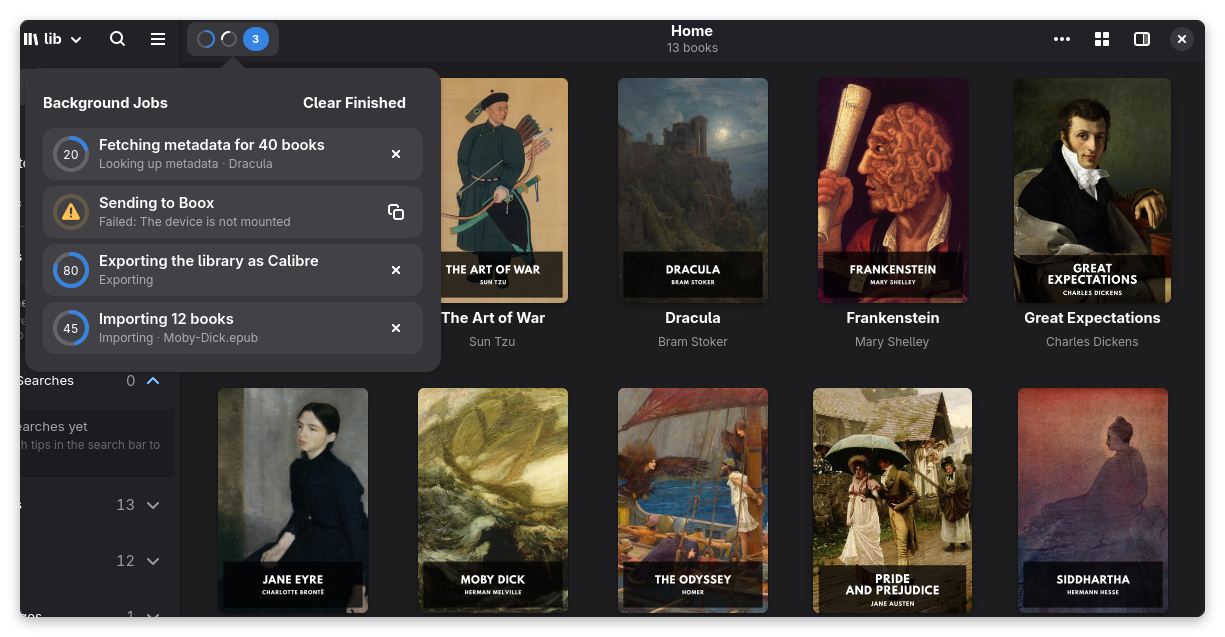 lib
3
Home
13 books
Background Jobs
Clear Finished
20
Fetching metadata for 40 books
Looking up metadata · Dracula
Sending to Boox
Failed: The device is not mounted
80
Exporting the library as Calibre
Exporting
45
Importing 12 books
Importing · Moby-Dick.epub
Searches 0
earches yet
h tips in the search bar to
13
12
1
THE ART OF WAR
SUN TZU
The Art of War
Sun Tzu
DRACULA
BRAM STOKER
Dracula
Bram Stoker
FRANKENSTEIN
MARY SHELLEY
Frankenstein
Mary Shelley
GREAT
EXPECTATIONS
CHARLES DICKENS
Great Expectations
Charles Dickens
JANE EYRE
CHARLOTTE BRONTË
MOBY DICK
HERMAN MELVILLE
THE ODYSSEY
HOMER
PRIDE
AND PREJUDICE
JANE AUSTEN
SIDDHARTHA
HERMANN HESSE